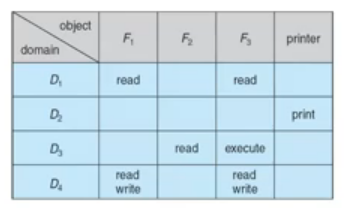 object
domain
F₁ F₂ F₃ printer
D₁ read read
D₂ print
D₃ read execute
D₄ read write read write